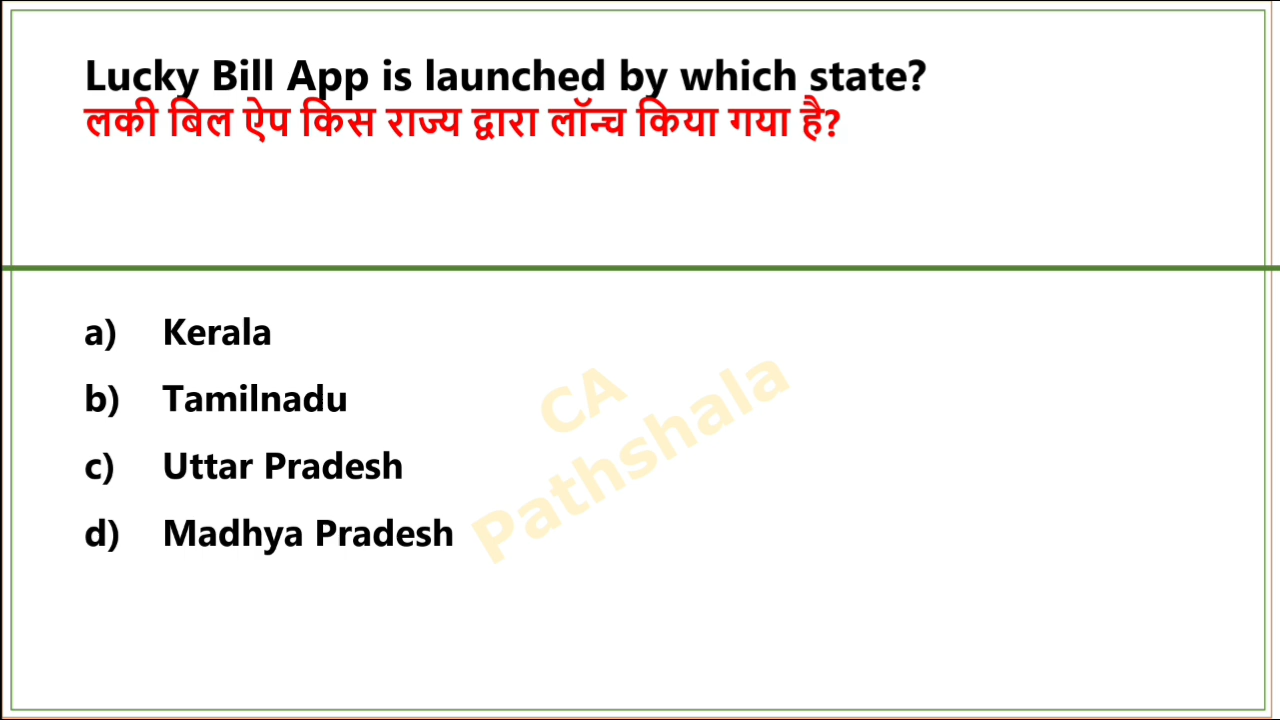 Lucky Bill App is launched by which state?
लकी बिल ऐप किस राज्य द्वारा लॉन्च किया गया है?
a) Kerala
b) Tamilnadu
c) Uttar Pradesh
d) Madhya Pradesh
CA
Pathshala